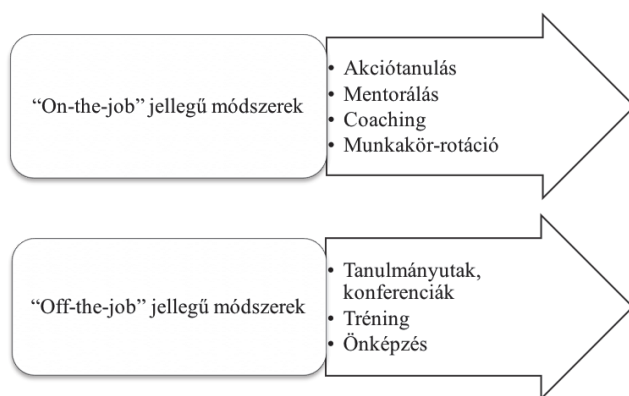 “On-the-job” jellegű módszerek
• Akciótanulás
• Mentorálás
• Coaching
• Munkakör-rotáció
“Off-the-job” jellegű módszerek
• Tanulmányutak,
konferenciák
• Tréning
• Önképzés